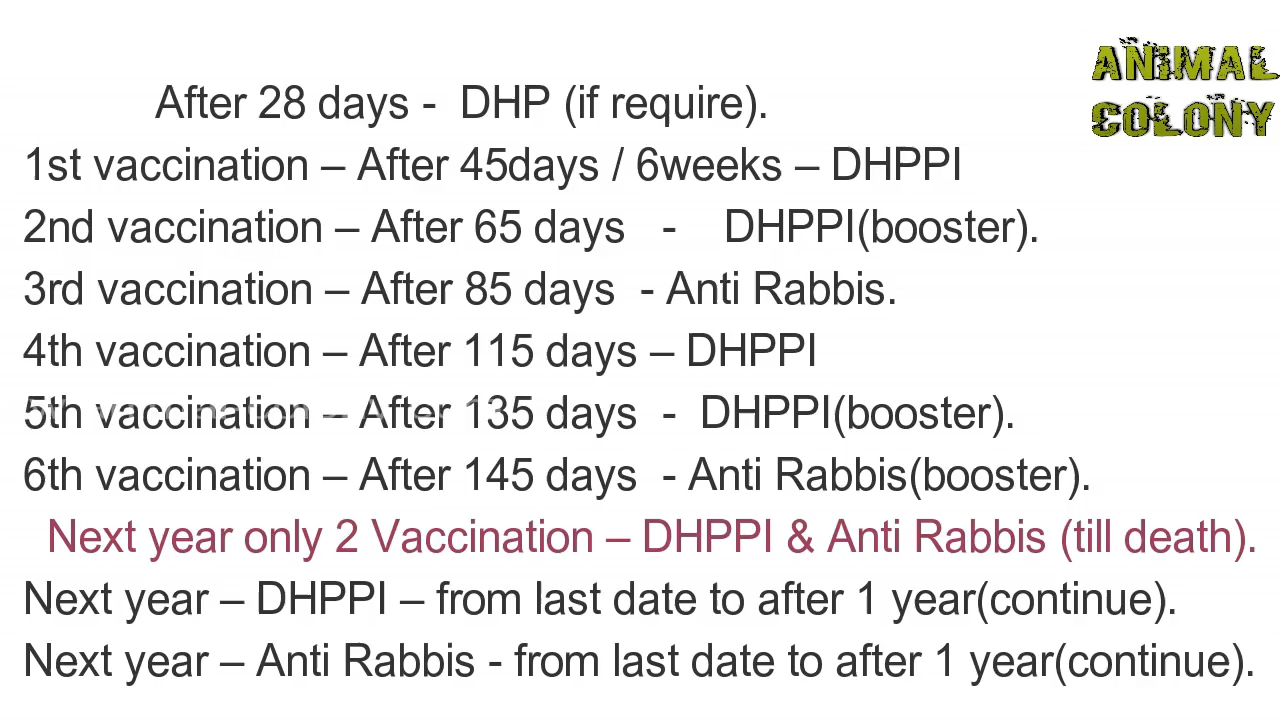 ANIMAL
COLONY
After 28 days - DHP (if require).
1st vaccination – After 45days / 6weeks – DHPPI
2nd vaccination – After 65 days - DHPPI(booster).
3rd vaccination – After 85 days - Anti Rabbis.
4th vaccination – After 115 days – DHPPI
5th vaccination – After 135 days - DHPPI(booster).
6th vaccination – After 145 days - Anti Rabbis(booster).
Next year only 2 Vaccination – DHPPI & Anti Rabbis (till death).
Next year – DHPPI – from last date to after 1 year(continue).
Next year – Anti Rabbis - from last date to after 1 year(continue).